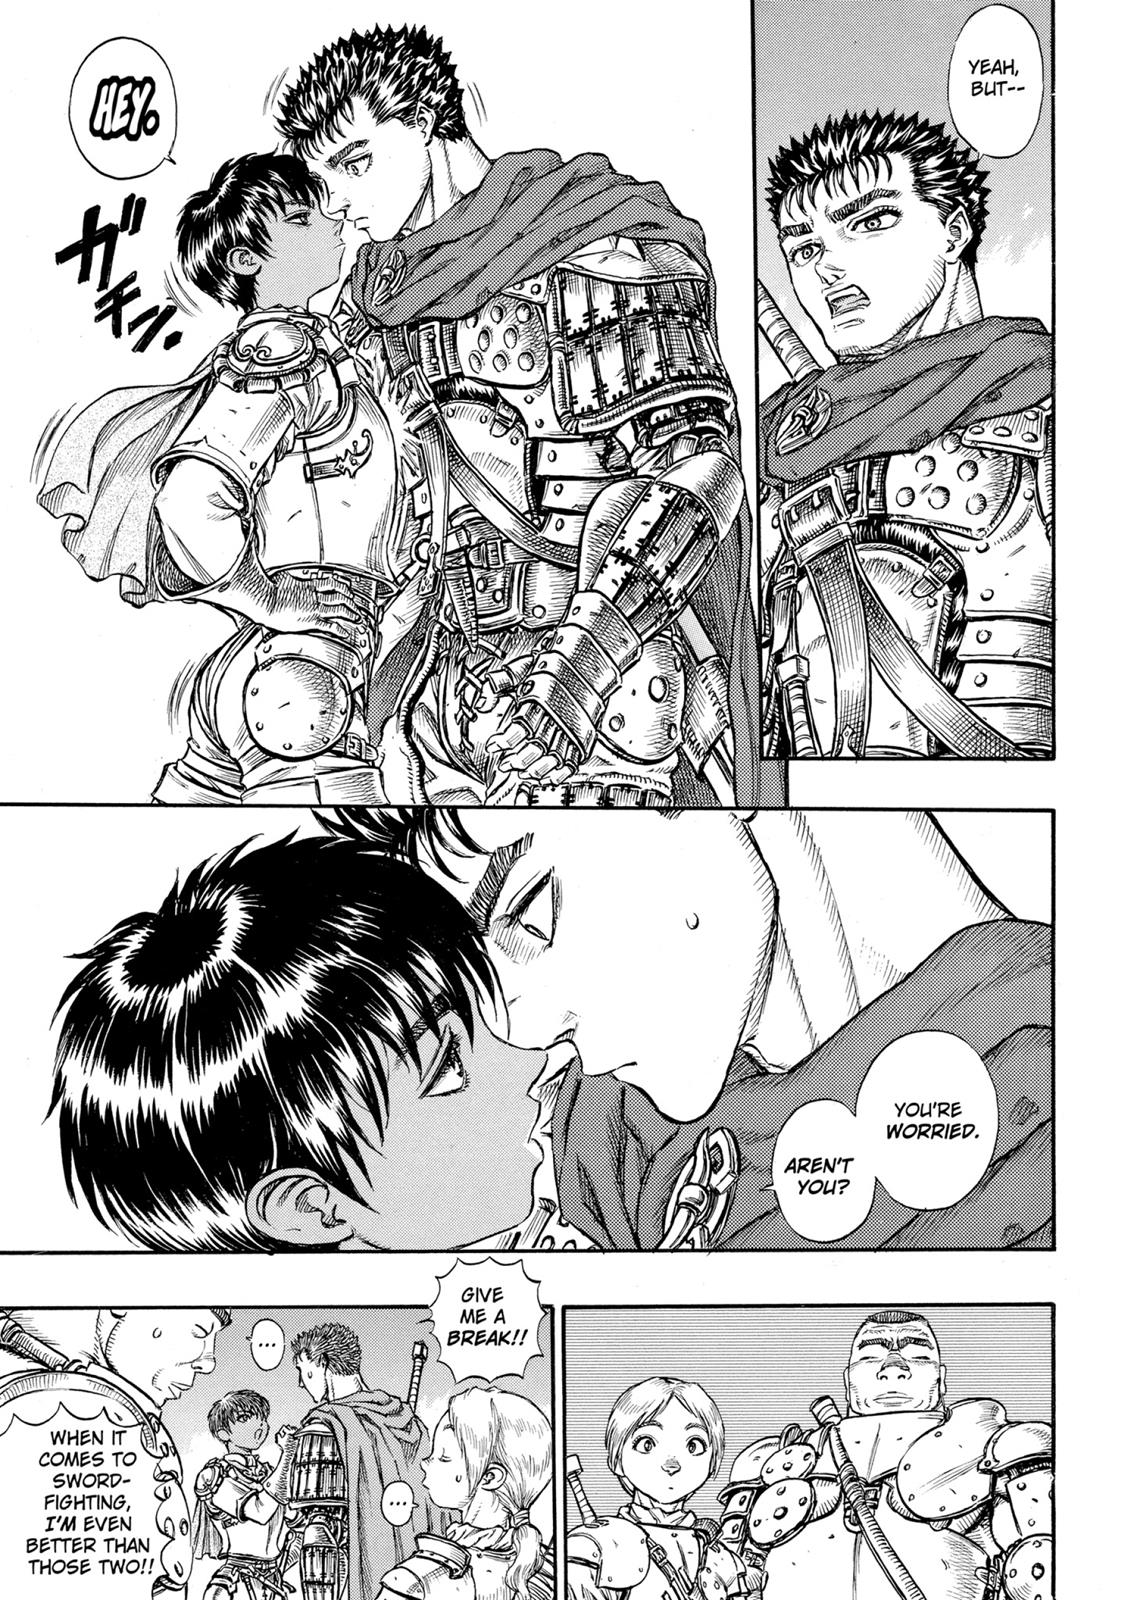 YEAH,
BUT--
HEY.
ガ
チ
ン.
YOU'RE
WORRIED.
AREN'T
YOU?
GIVE
ME A
BREAK!!
...
...
WHEN IT
COMES TO
SWORD-
FIGHTING,
I'M EVEN
BETTER THAN
THOSE TWO!!